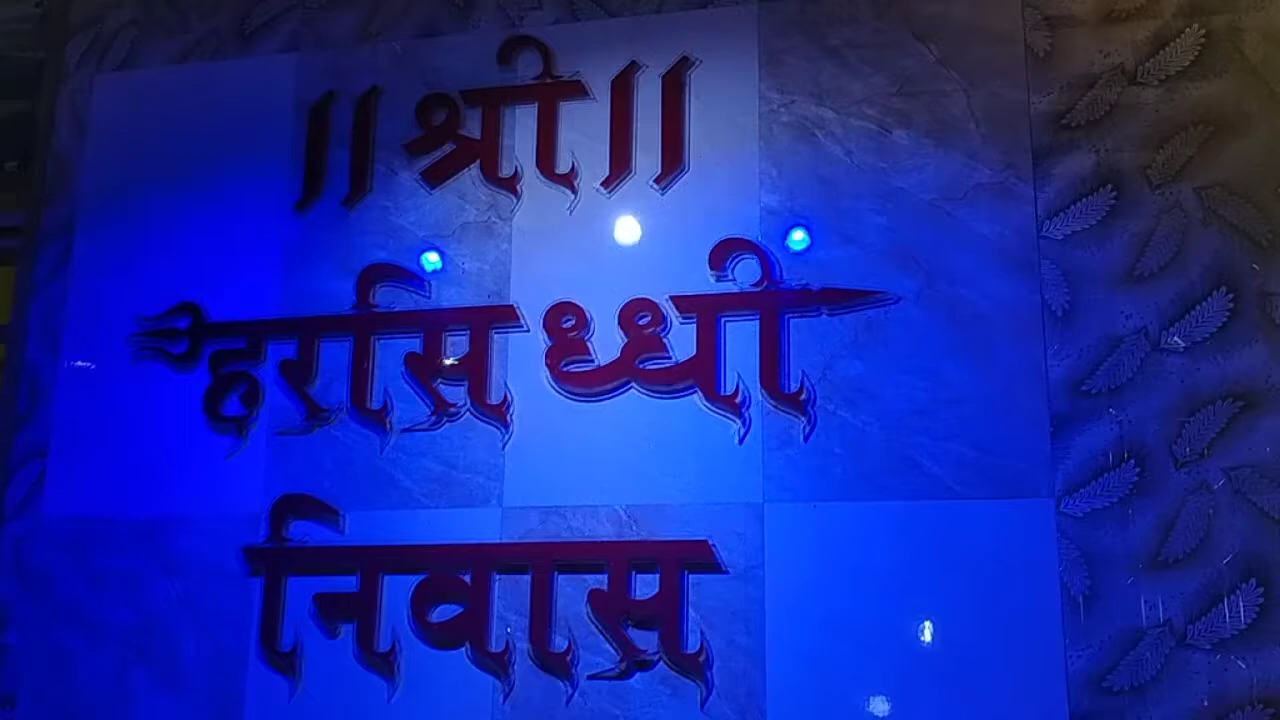 ॥ श्री ॥
हरसिध्धी
निवास